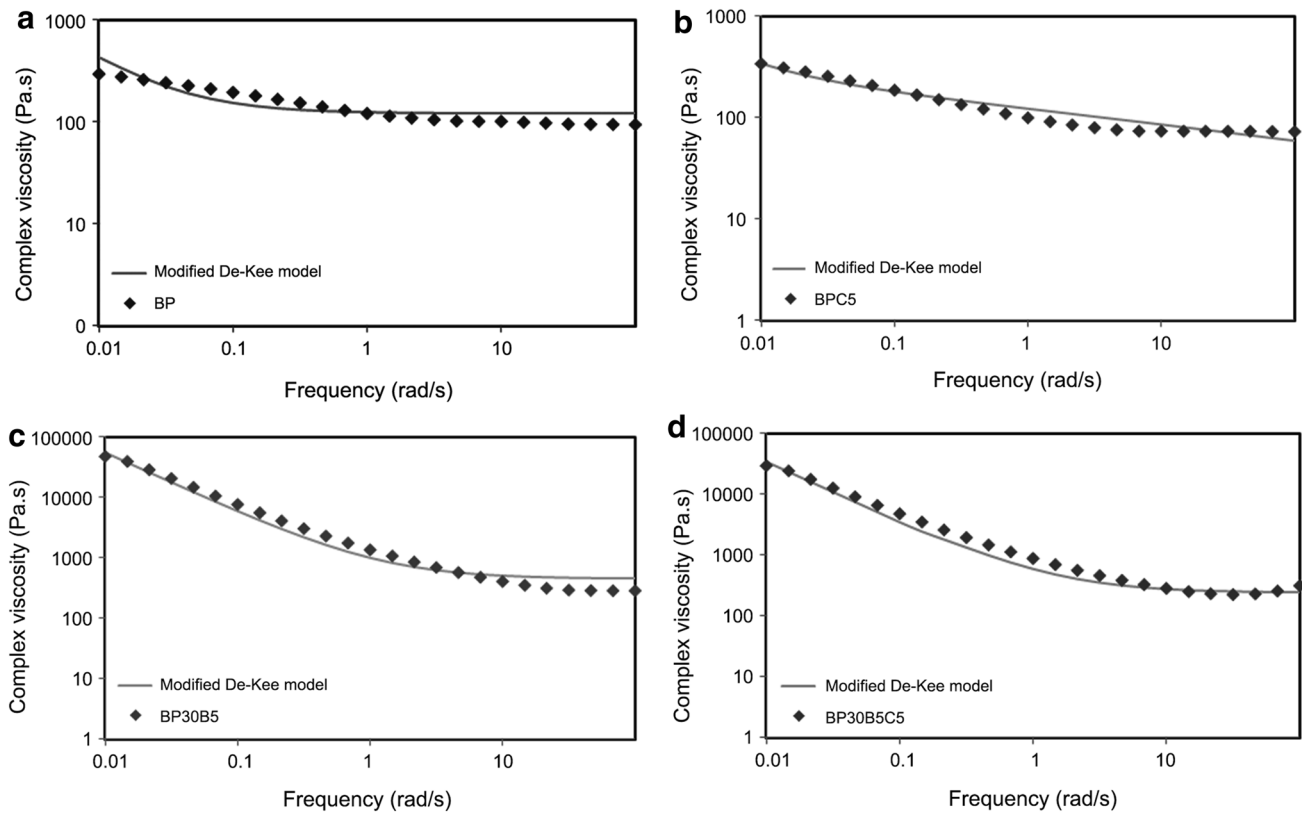 a
1000
100
10
0
0.01 0.1 1 10
Complex viscosity (Pa.s)
Frequency (rad/s)
Modified De-Kee model
BP
b
1000
100
10
1
0.01 0.1 1 10
Complex viscosity (Pa.s)
Frequency (rad/s)
Modified De-Kee model
BPC5
c
100000
10000
1000
100
10
1
0.01 0.1 1 10
Complex viscosity (Pa.s)
Frequency (rad/s)
Modified De-Kee model
BP30B5
d
100000
10000
1000
100
10
1
0.01 0.1 1 10
Complex viscosity (Pa.s)
Frequency (rad/s)
Modified De-Kee model
BP30B5C5